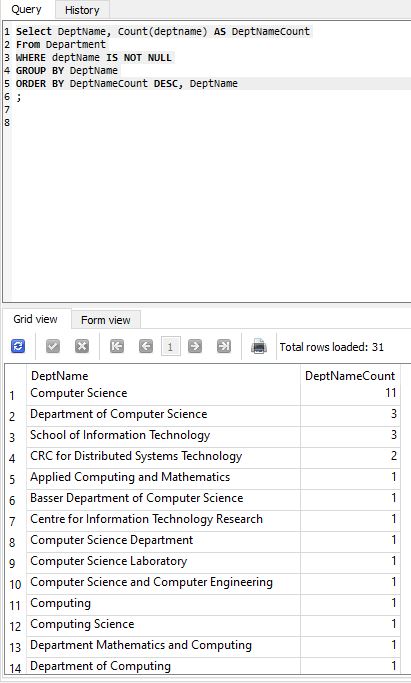 Query History
1 Select DeptName, Count(deptname) AS DeptNameCount
2 From Department
3 WHERE deptName IS NOT NULL
4 GROUP BY DeptName
5 ORDER BY DeptNameCount DESC, DeptName
6 ;
7
8
Grid view Form view
1 Total rows loaded: 31
DeptName DeptNameCount
1 Computer Science 11
2 Department of Computer Science 3
3 School of Information Technology 3
4 CRC for Distributed Systems Technology 2
5 Applied Computing and Mathematics 1
6 Basser Department of Computer Science 1
7 Centre for Information Technology Research 1
8 Computer Science Department 1
9 Computer Science Laboratory 1
10 Computer Science and Computer Engineering 1
11 Computing 1
12 Computing Science 1
13 Department Mathematics and Computing 1
14 Department of Computing 1